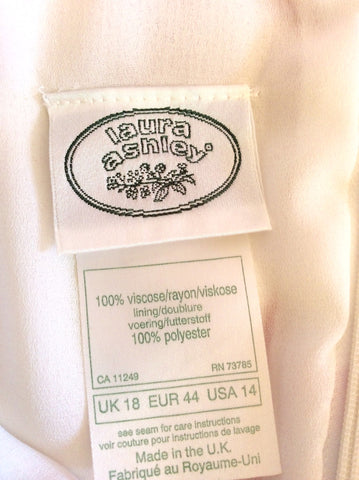 laura
ashley®
100% viscose/rayon/viskose
lining/doublure
voering/futterstoff
100% polyester
CA 11249 RN 73785
UK 18 EUR 44 USA 14
see seam for care instructions
voir couture pour instructions de lavage
Made in the U.K.
Fabriqué au Royaume-Uni